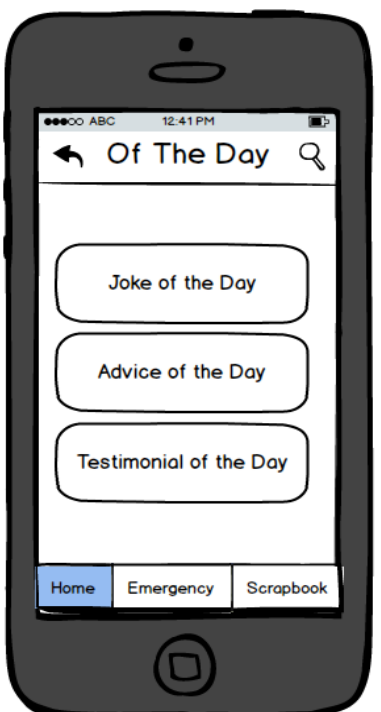 ABC 12:41 PM
Of The Day
Joke of the Day
Advice of the Day
Testimonial of the Day
Home Emergency Scrapbook